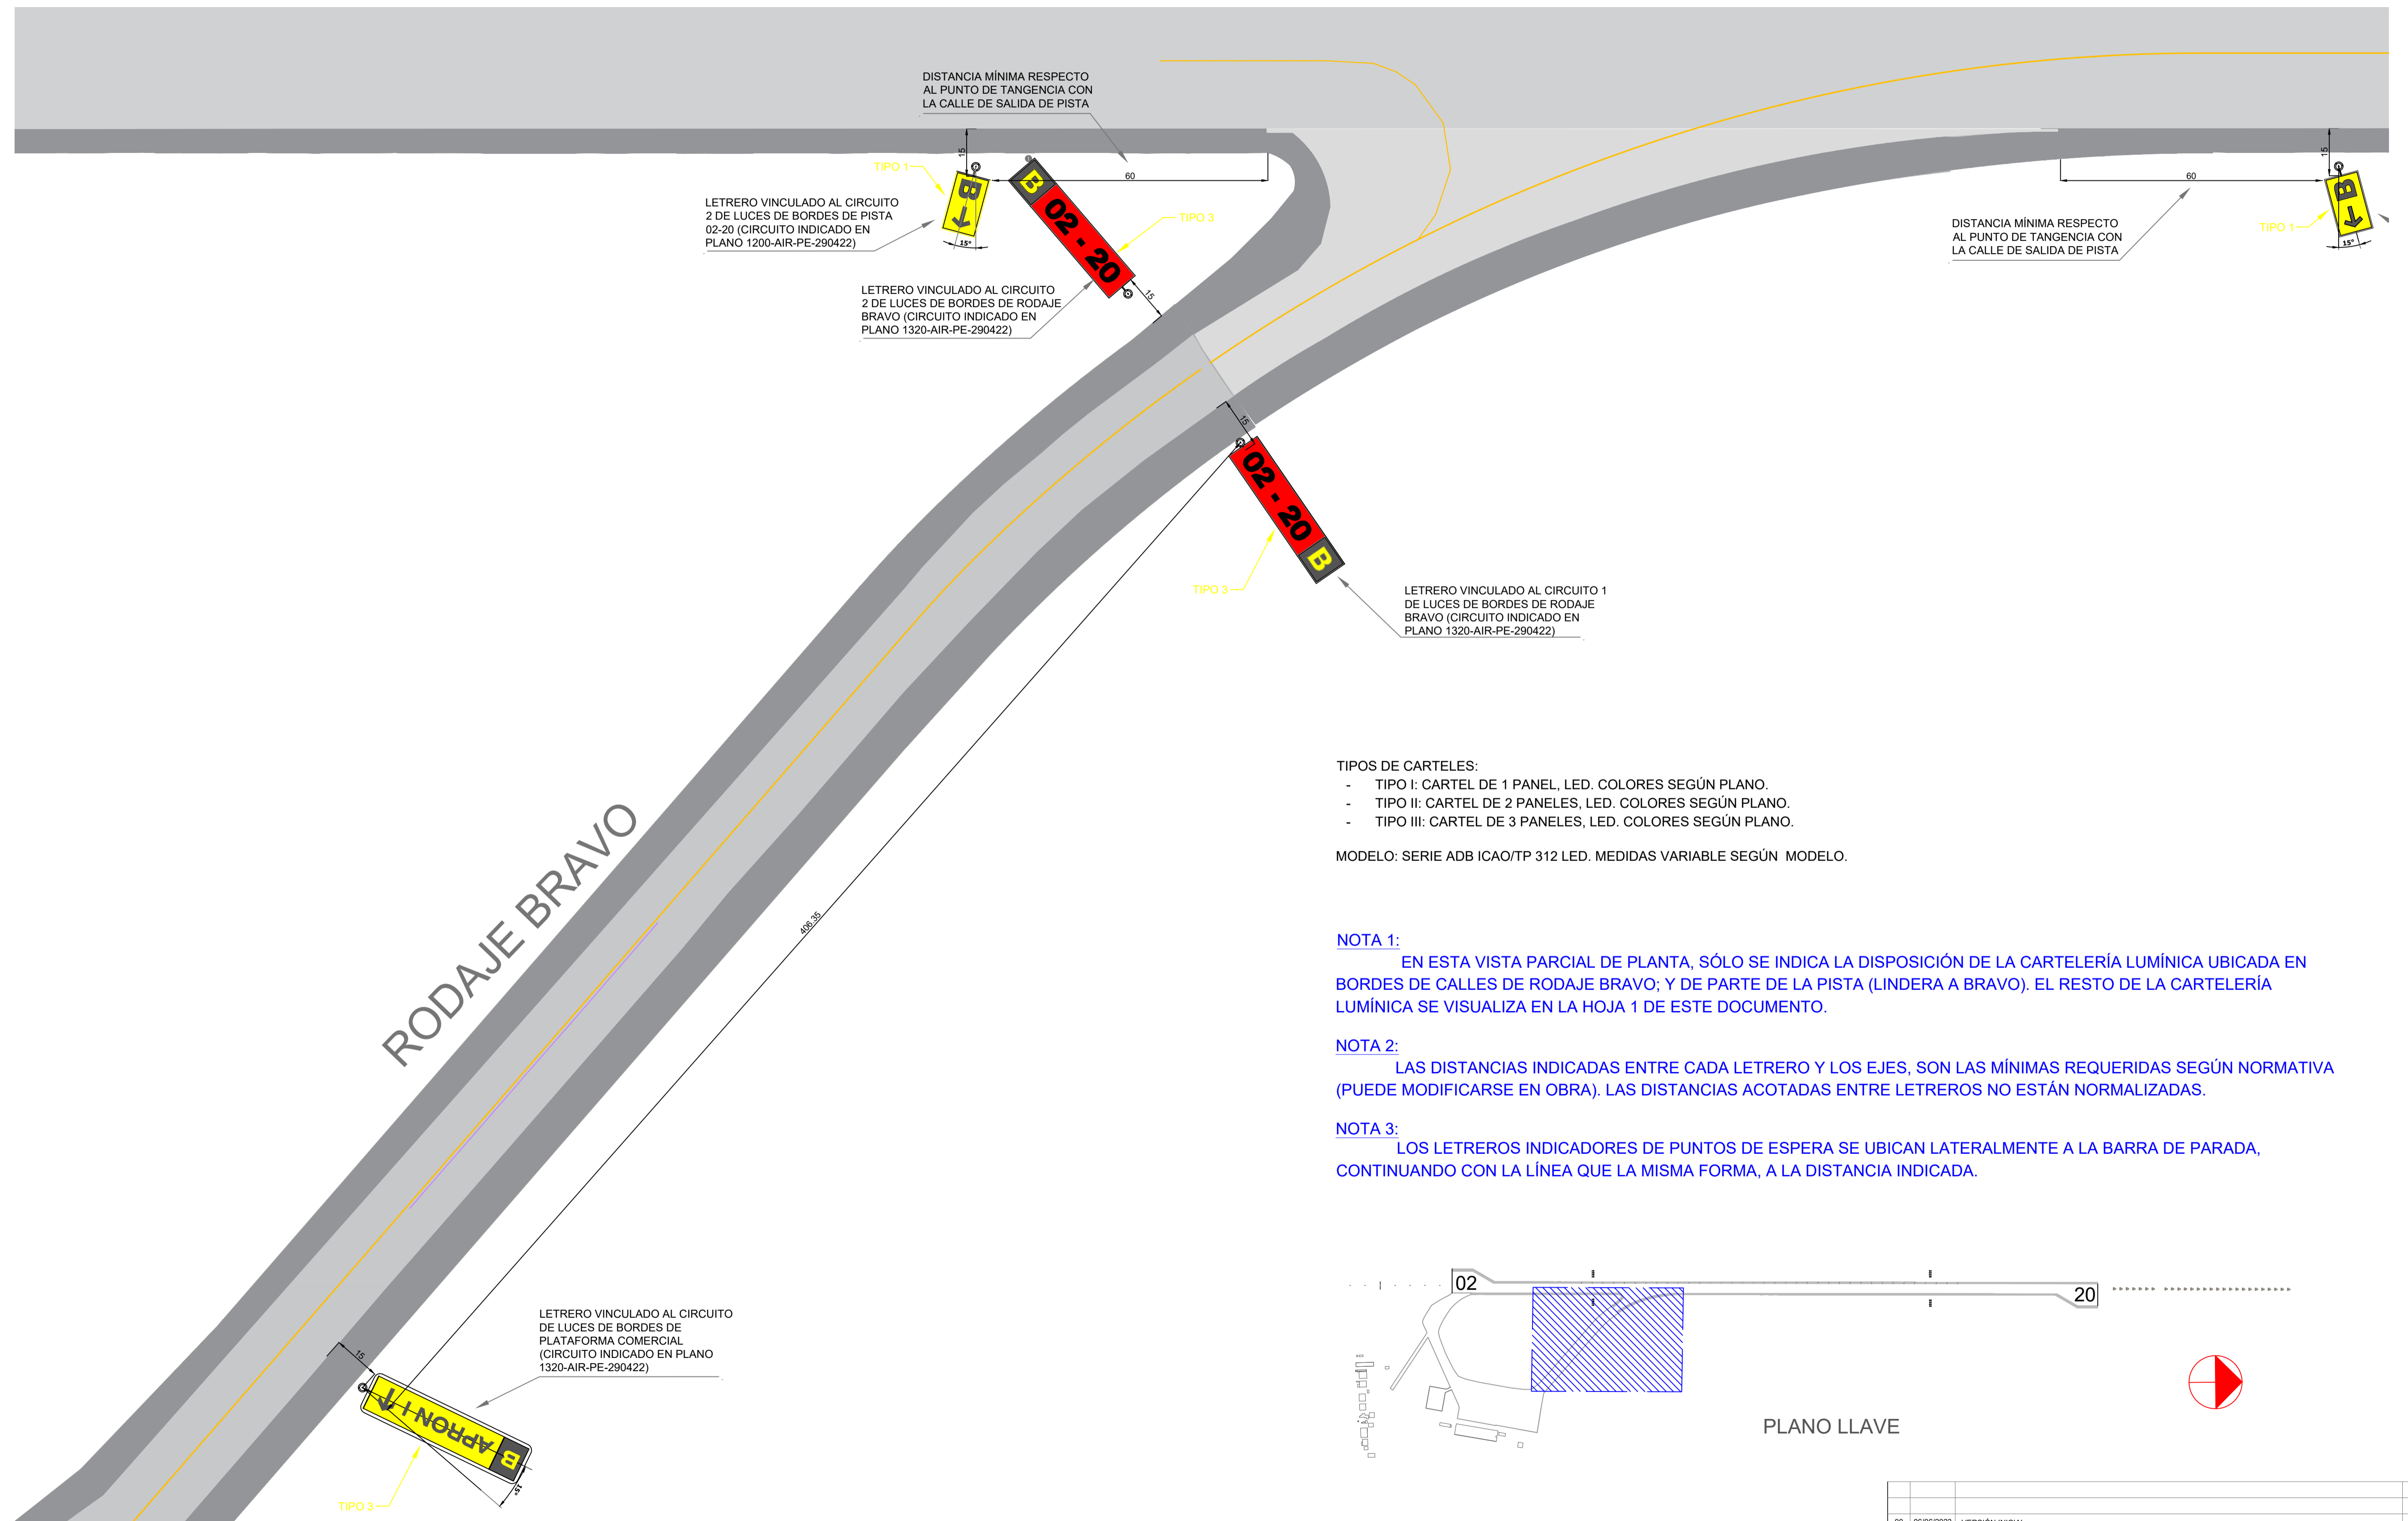 DISTANCIA MÍNIMA RESPECTO
AL PUNTO DE TANGENCIA CON
LA CALLE DE SALIDA DE PISTA
15
TIPO 1
B
15°
60
LETRERO VINCULADO AL CIRCUITO
2 DE LUCES DE BORDES DE PISTA
02-20 (CIRCUITO INDICADO EN
PLANO 1200-AIR-PE-290422)
B 02 - 20
TIPO 3
15
LETRERO VINCULADO AL CIRCUITO
2 DE LUCES DE BORDES DE RODAJE
BRAVO (CIRCUITO INDICADO EN
PLANO 1320-AIR-PE-290422)
15
60
B
TIPO 1
15°
DISTANCIA MÍNIMA RESPECTO
AL PUNTO DE TANGENCIA CON
LA CALLE DE SALIDA DE PISTA
15
02 - 20 B
TIPO 3
LETRERO VINCULADO AL CIRCUITO 1
DE LUCES DE BORDES DE RODAJE
BRAVO (CIRCUITO INDICADO EN
PLANO 1320-AIR-PE-290422)
406.35
RODAJE BRAVO
TIPOS DE CARTELES:
- TIPO I: CARTEL DE 1 PANEL, LED. COLORES SEGÚN PLANO.
- TIPO II: CARTEL DE 2 PANELES, LED. COLORES SEGÚN PLANO.
- TIPO III: CARTEL DE 3 PANELES, LED. COLORES SEGÚN PLANO.
MODELO: SERIE ADB ICAO/TP 312 LED. MEDIDAS VARIABLE SEGÚN MODELO.
NOTA 1:
EN ESTA VISTA PARCIAL DE PLANTA, SÓLO SE INDICA LA DISPOSICIÓN DE LA CARTELERÍA LUMÍNICA UBICADA EN
BORDES DE CALLES DE RODAJE BRAVO; Y DE PARTE DE LA PISTA (LINDERA A BRAVO). EL RESTO DE LA CARTELERÍA
LUMÍNICA SE VISUALIZA EN LA HOJA 1 DE ESTE DOCUMENTO.
NOTA 2:
LAS DISTANCIAS INDICADAS ENTRE CADA LETRERO Y LOS EJES, SON LAS MÍNIMAS REQUERIDAS SEGÚN NORMATIVA
(PUEDE MODIFICARSE EN OBRA). LAS DISTANCIAS ACOTADAS ENTRE LETREROS NO ESTÁN NORMALIZADAS.
NOTA 3:
LOS LETREROS INDICADORES DE PUNTOS DE ESPERA SE UBICAN LATERALMENTE A LA BARRA DE PARADA,
CONTINUANDO CON LA LÍNEA QUE LA MISMA FORMA, A LA DISTANCIA INDICADA.
LETRERO VINCULADO AL CIRCUITO
DE LUCES DE BORDES DE
PLATAFORMA COMERCIAL
(CIRCUITO INDICADO EN PLANO
1320-AIR-PE-290422)
15
B APRON I
15°
TIPO 3
02
20
PLANO LLAVE